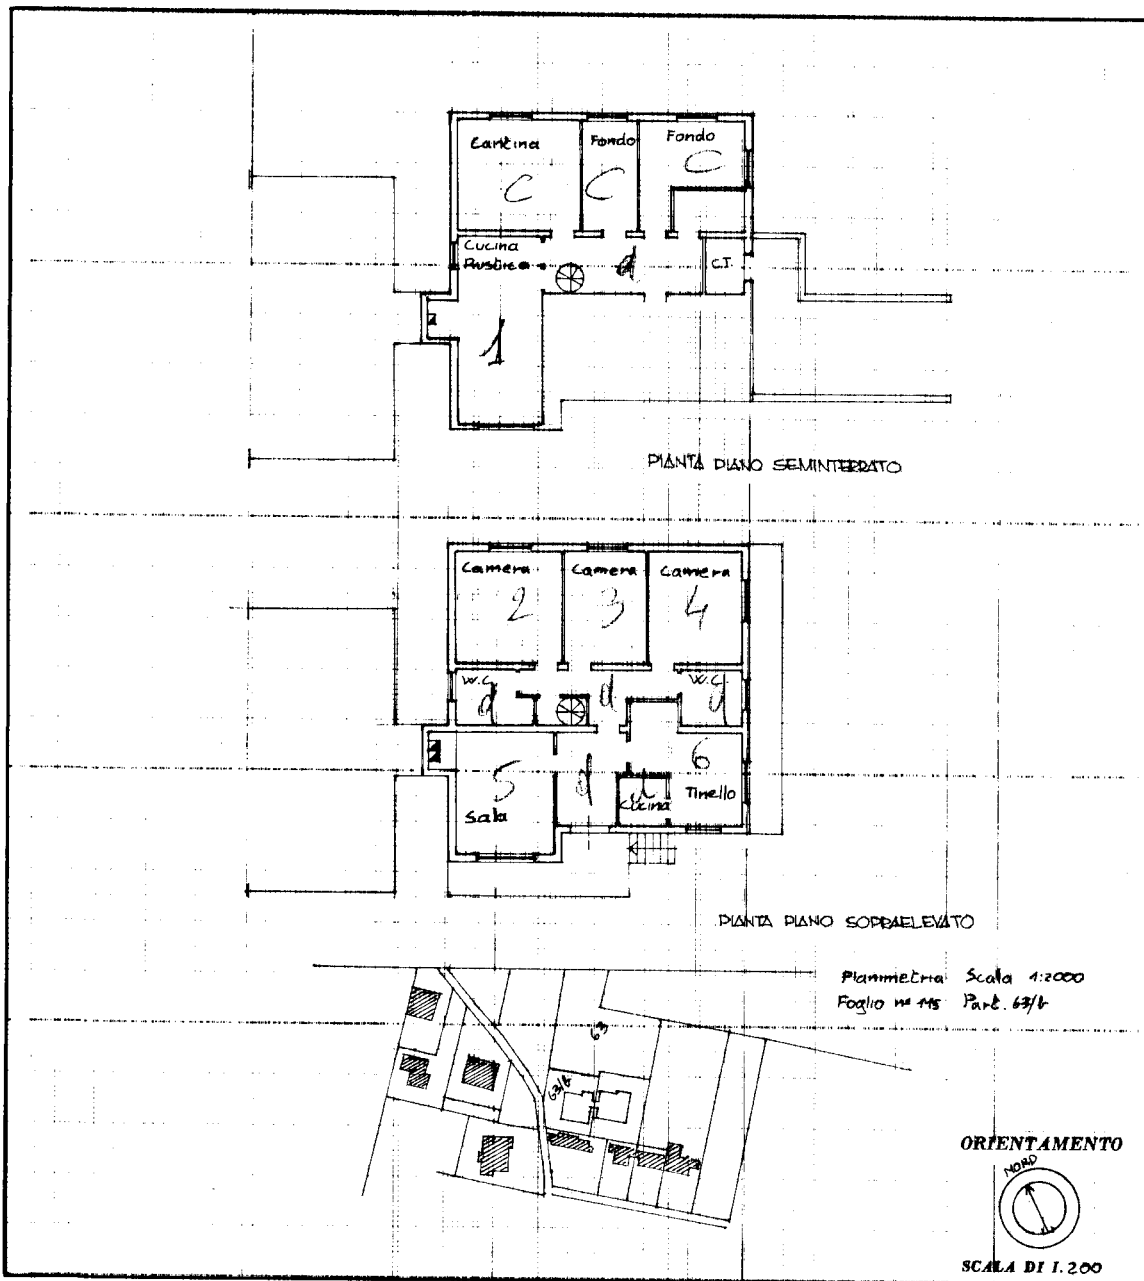 Cantina
C
Fondo
C
Fondo
C
Cucina
Rustica
1
d
C.T.
PIANTA PIANO SEMINTERRATO
Camera
2
Camera
3
Camera
4
W.C.
d
d
W.C.
d
5
Sala
d
6
Tinello
Cucina
PIANTA PIANO SOPRAELEVATO
Planimetria Scala 1:2000
Foglio nº 115 Part. 63/b
63
63/b
ORIENTAMENTO
NORD
SCALA DI 1.200